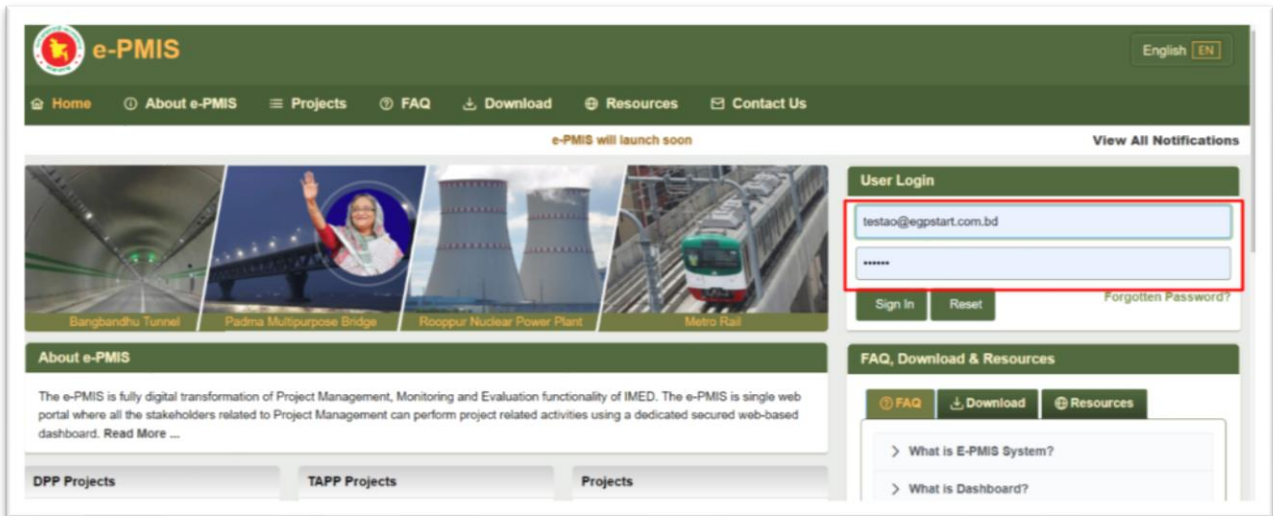 e-PMIS
English EN
Home About e-PMIS Projects FAQ Download Resources Contact Us
e-PMIS will launch soon
View All Notifications
Bangbandhu Tunnel
Padma Multipurpose Bridge
Rooppur Nuclear Power Plant
Metro Rail
User Login
testao@egpstart.com.bd
••••••
Sign In Reset
Forgotten Password?
About e-PMIS
The e-PMIS is fully digital transformation of Project Management, Monitoring and Evaluation functionality of IMED. The e-PMIS is single web
portal where all the stakeholders related to Project Management can perform project related activities using a dedicated secured web-based
dashboard. Read More ...
FAQ, Download & Resources
FAQ Download Resources
What is E-PMIS System?
What is Dashboard?
DPP Projects
TAPP Projects
Projects